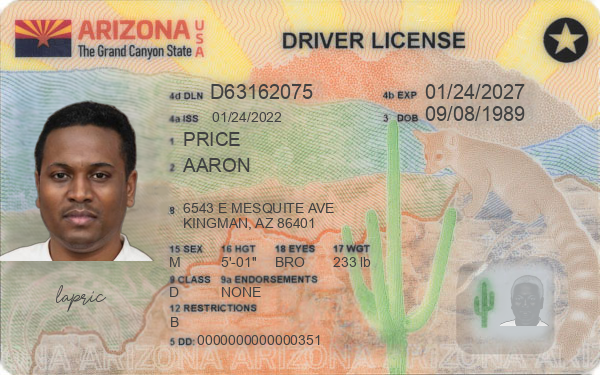 ARIZONA USA
The Grand Canyon State
DRIVER LICENSE
4d DLN D63162075
4b EXP 01/24/2027
4a ISS 01/24/2022
3 DOB 09/08/1989
1 PRICE
2 AARON
8 6543 E MESQUITE AVE
KINGMAN, AZ 86401
15 SEX 16 HGT 18 EYES 17 WGT
M 5'-01" BRO 233 lb
9 CLASS 9a ENDORSEMENTS
D NONE
12 RESTRICTIONS
B
lapric
5 DD: 0000000000000351
ARIZONA ARIZONA ARIZONA ARIZONA